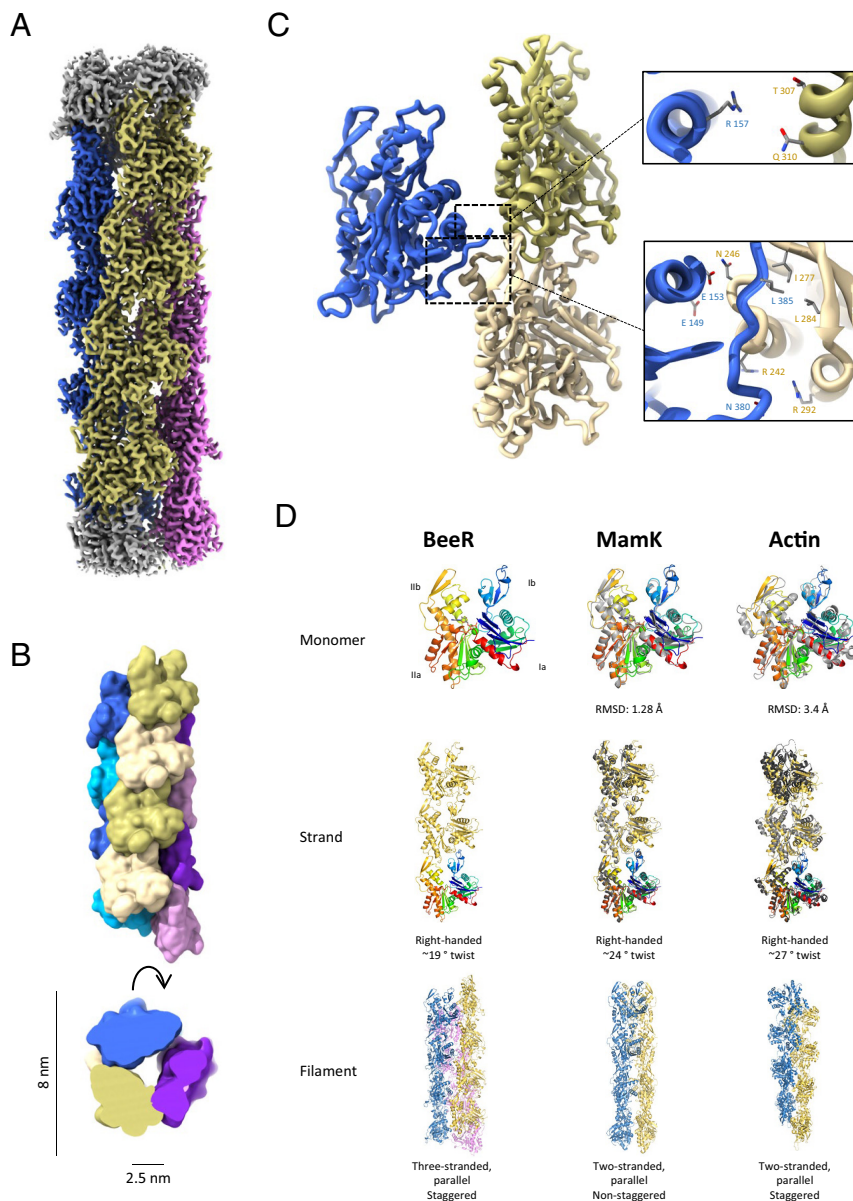 A
C
T 307
R 157
Q 310
N 246
I 277
E 153
L 385
L 284
E 149
R 242
N 380
R 292
D
BeeR
MamK
Actin
IIb
Ib
Monomer
IIa
Ia
RMSD: 1.28 Å
RMSD: 3.4 Å
B
Strand
Right-handed
~19 ° twist
Right-handed
~24 ° twist
Right-handed
~27 ° twist
8 nm
2.5 nm
Filament
Three-stranded,
parallel
Staggered
Two-stranded,
parallel
Non-staggered
Two-stranded,
parallel
Staggered